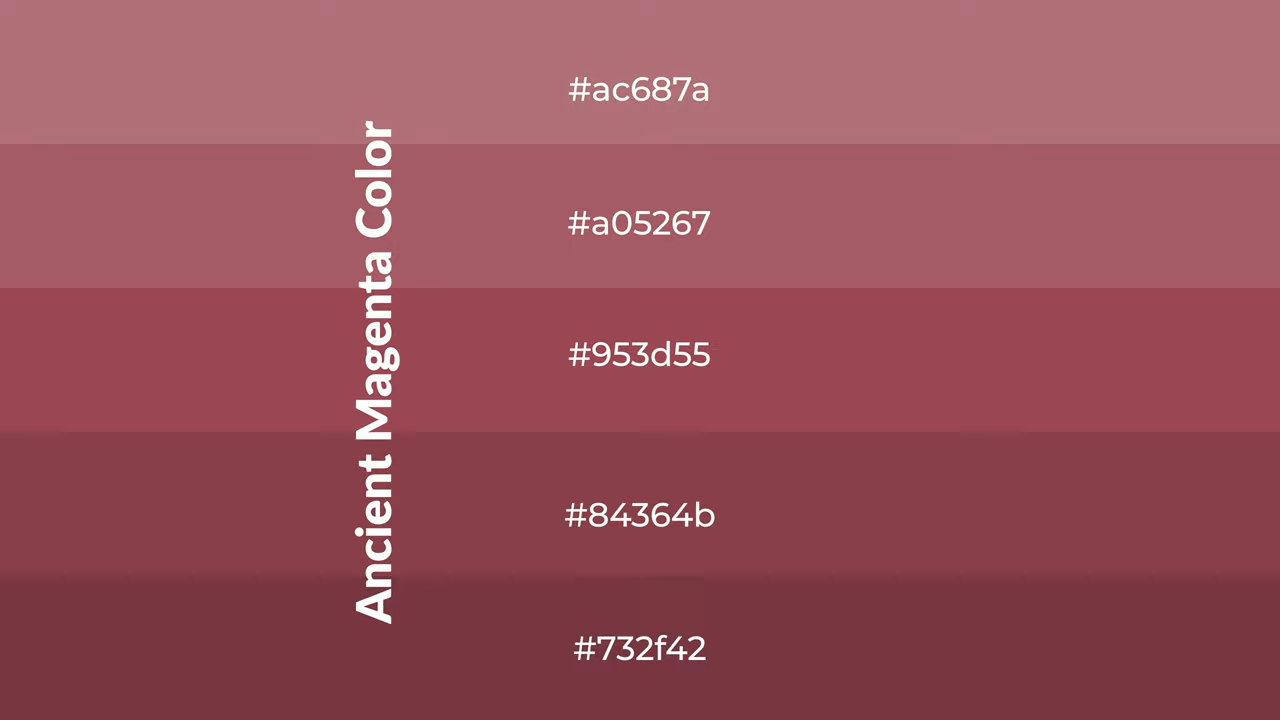 Ancient Magenta Color
#ac687a
#a05267
#953d55
#84364b
#732f42